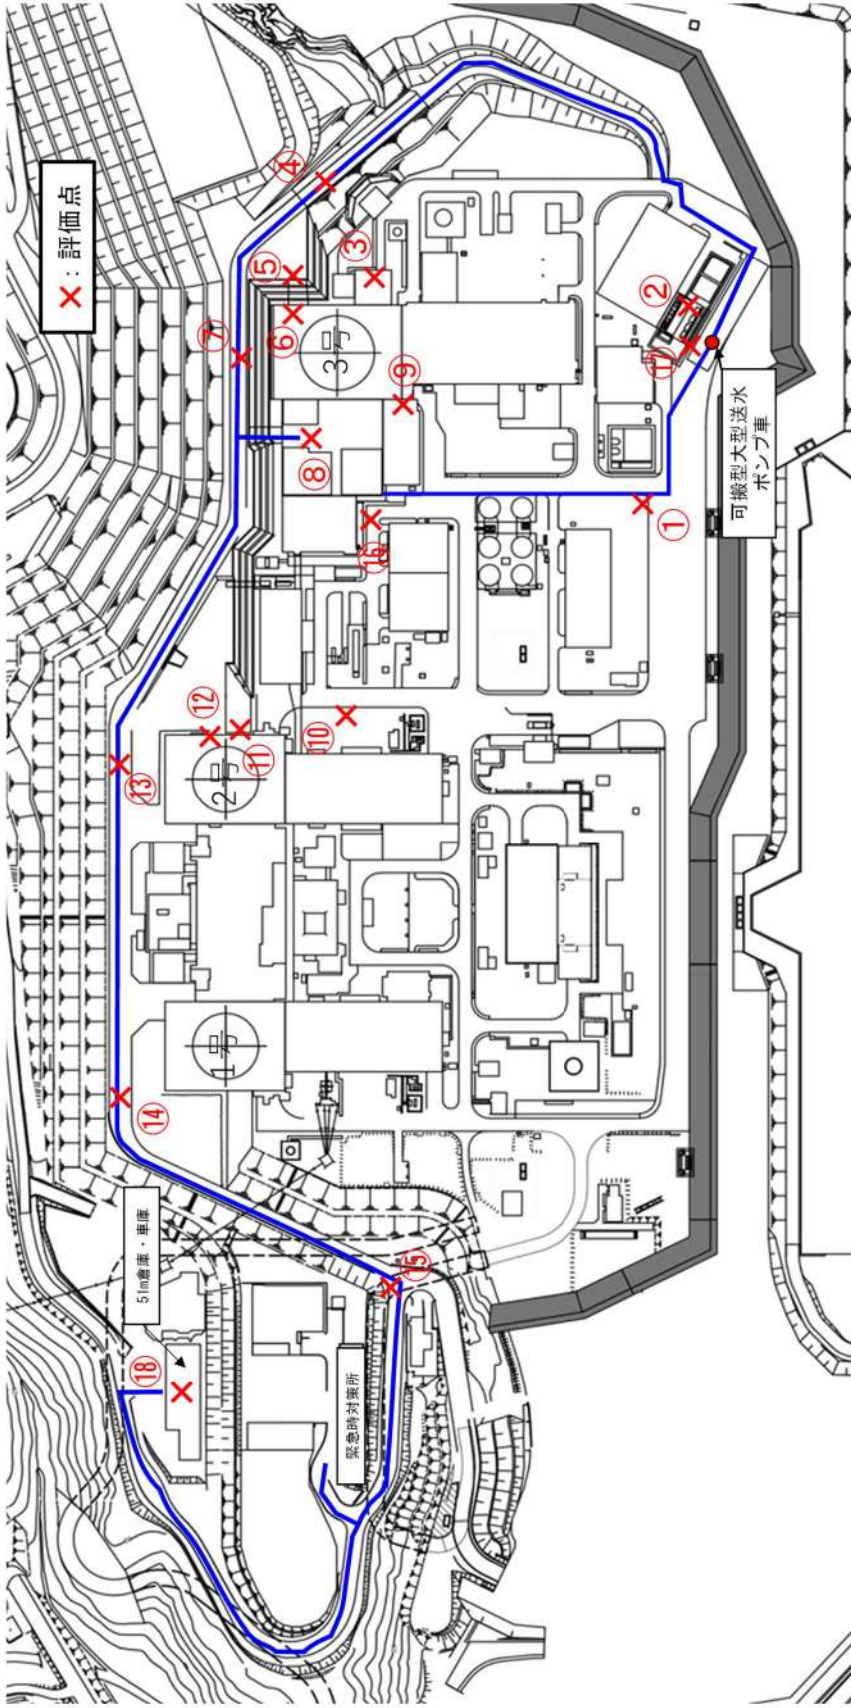 ×：評価点
④
⑤
③
⑦
⑥
3号
②
⑰
⑨
可搬型大型送水
ポンプ車
⑧
①
⑯
⑫
⑩
⑪
⑬
2号
1号
⑭
51m倉庫・車庫
⑮
⑱
緊急時対策所